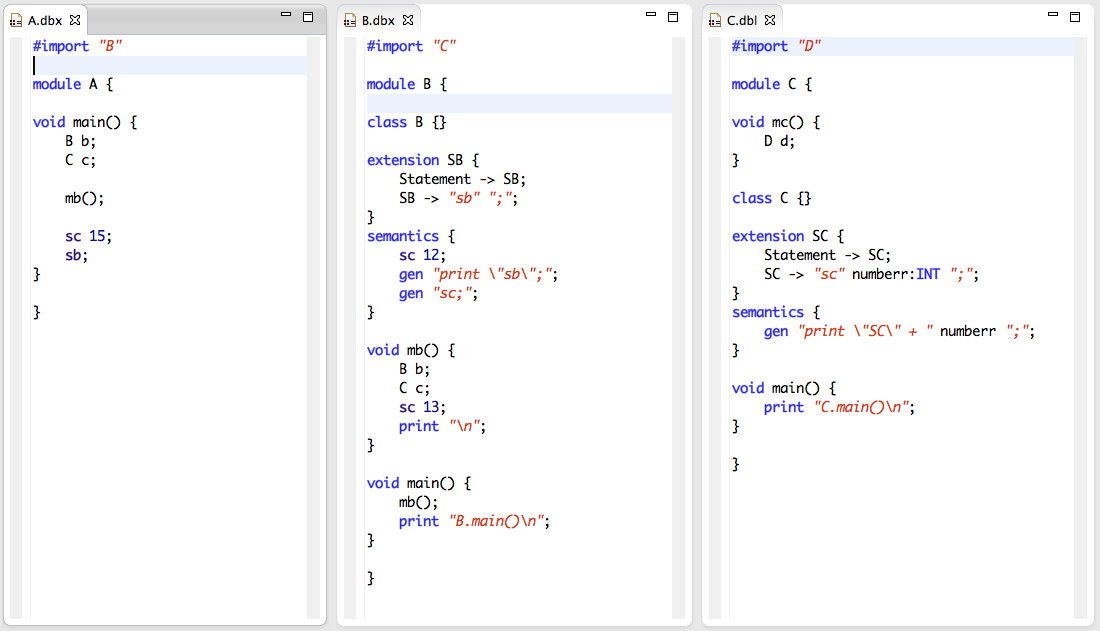 A.dbx
#import "B"
module A {
void main() {
    B b;
    C c;
    mb();
    sc 15;
    sb;
}
}
B.dbx
#import "C"
module B {
class B {}
extension SB {
    Statement -> SB;
    SB -> "sb" ";";
}
semantics {
    sc 12;
    gen "print \"sb\";";
    gen "sc;";
}
void mb() {
    B b;
    C c;
    sc 13;
    print "\n";
}
void main() {
    mb();
    print "B.main()\n";
}
}
C.dbl
#import "D"
module C {
void mc() {
    D d;
}
class C {}
extension SC {
    Statement -> SC;
    SC -> "sc" numberr:INT ";";
}
semantics {
    gen "print \"SC\" + " numberr ";";
}
void main() {
    print "C.main()\n";
}
}